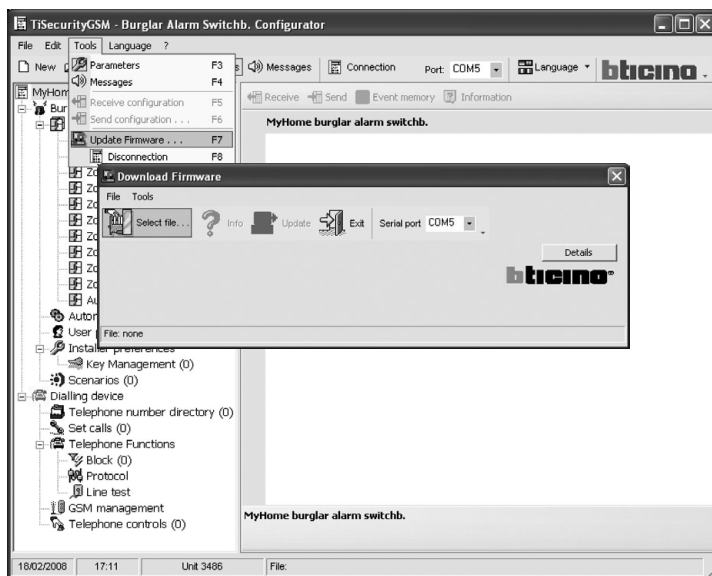 TiSecurityGSM - Burglar Alarm Switchb. Configurator
File Edit Tools Language ?
New
Messages Connection Port: COM5 Language bticino
Parameters F3
Messages F4
Receive configuration F5
Send configuration . . . F6
Update Firmware . . . F7
Disconnection F8
Receive Send Event memory Information
MyHome burglar alarm switchb.
Download Firmware
File Tools
Select file... Info Update Exit Serial port COM5
Details
bticino
File: none
Installer preferences
Key Management (0)
Scenarios (0)
Dialling device
Telephone number directory (0)
Set calls (0)
Telephone Functions
Block (0)
Protocol
Line test
GSM management
Telephone controls (0)
MyHome burglar alarm switchb.
18/02/2008 17:11 Unit 3486 File: